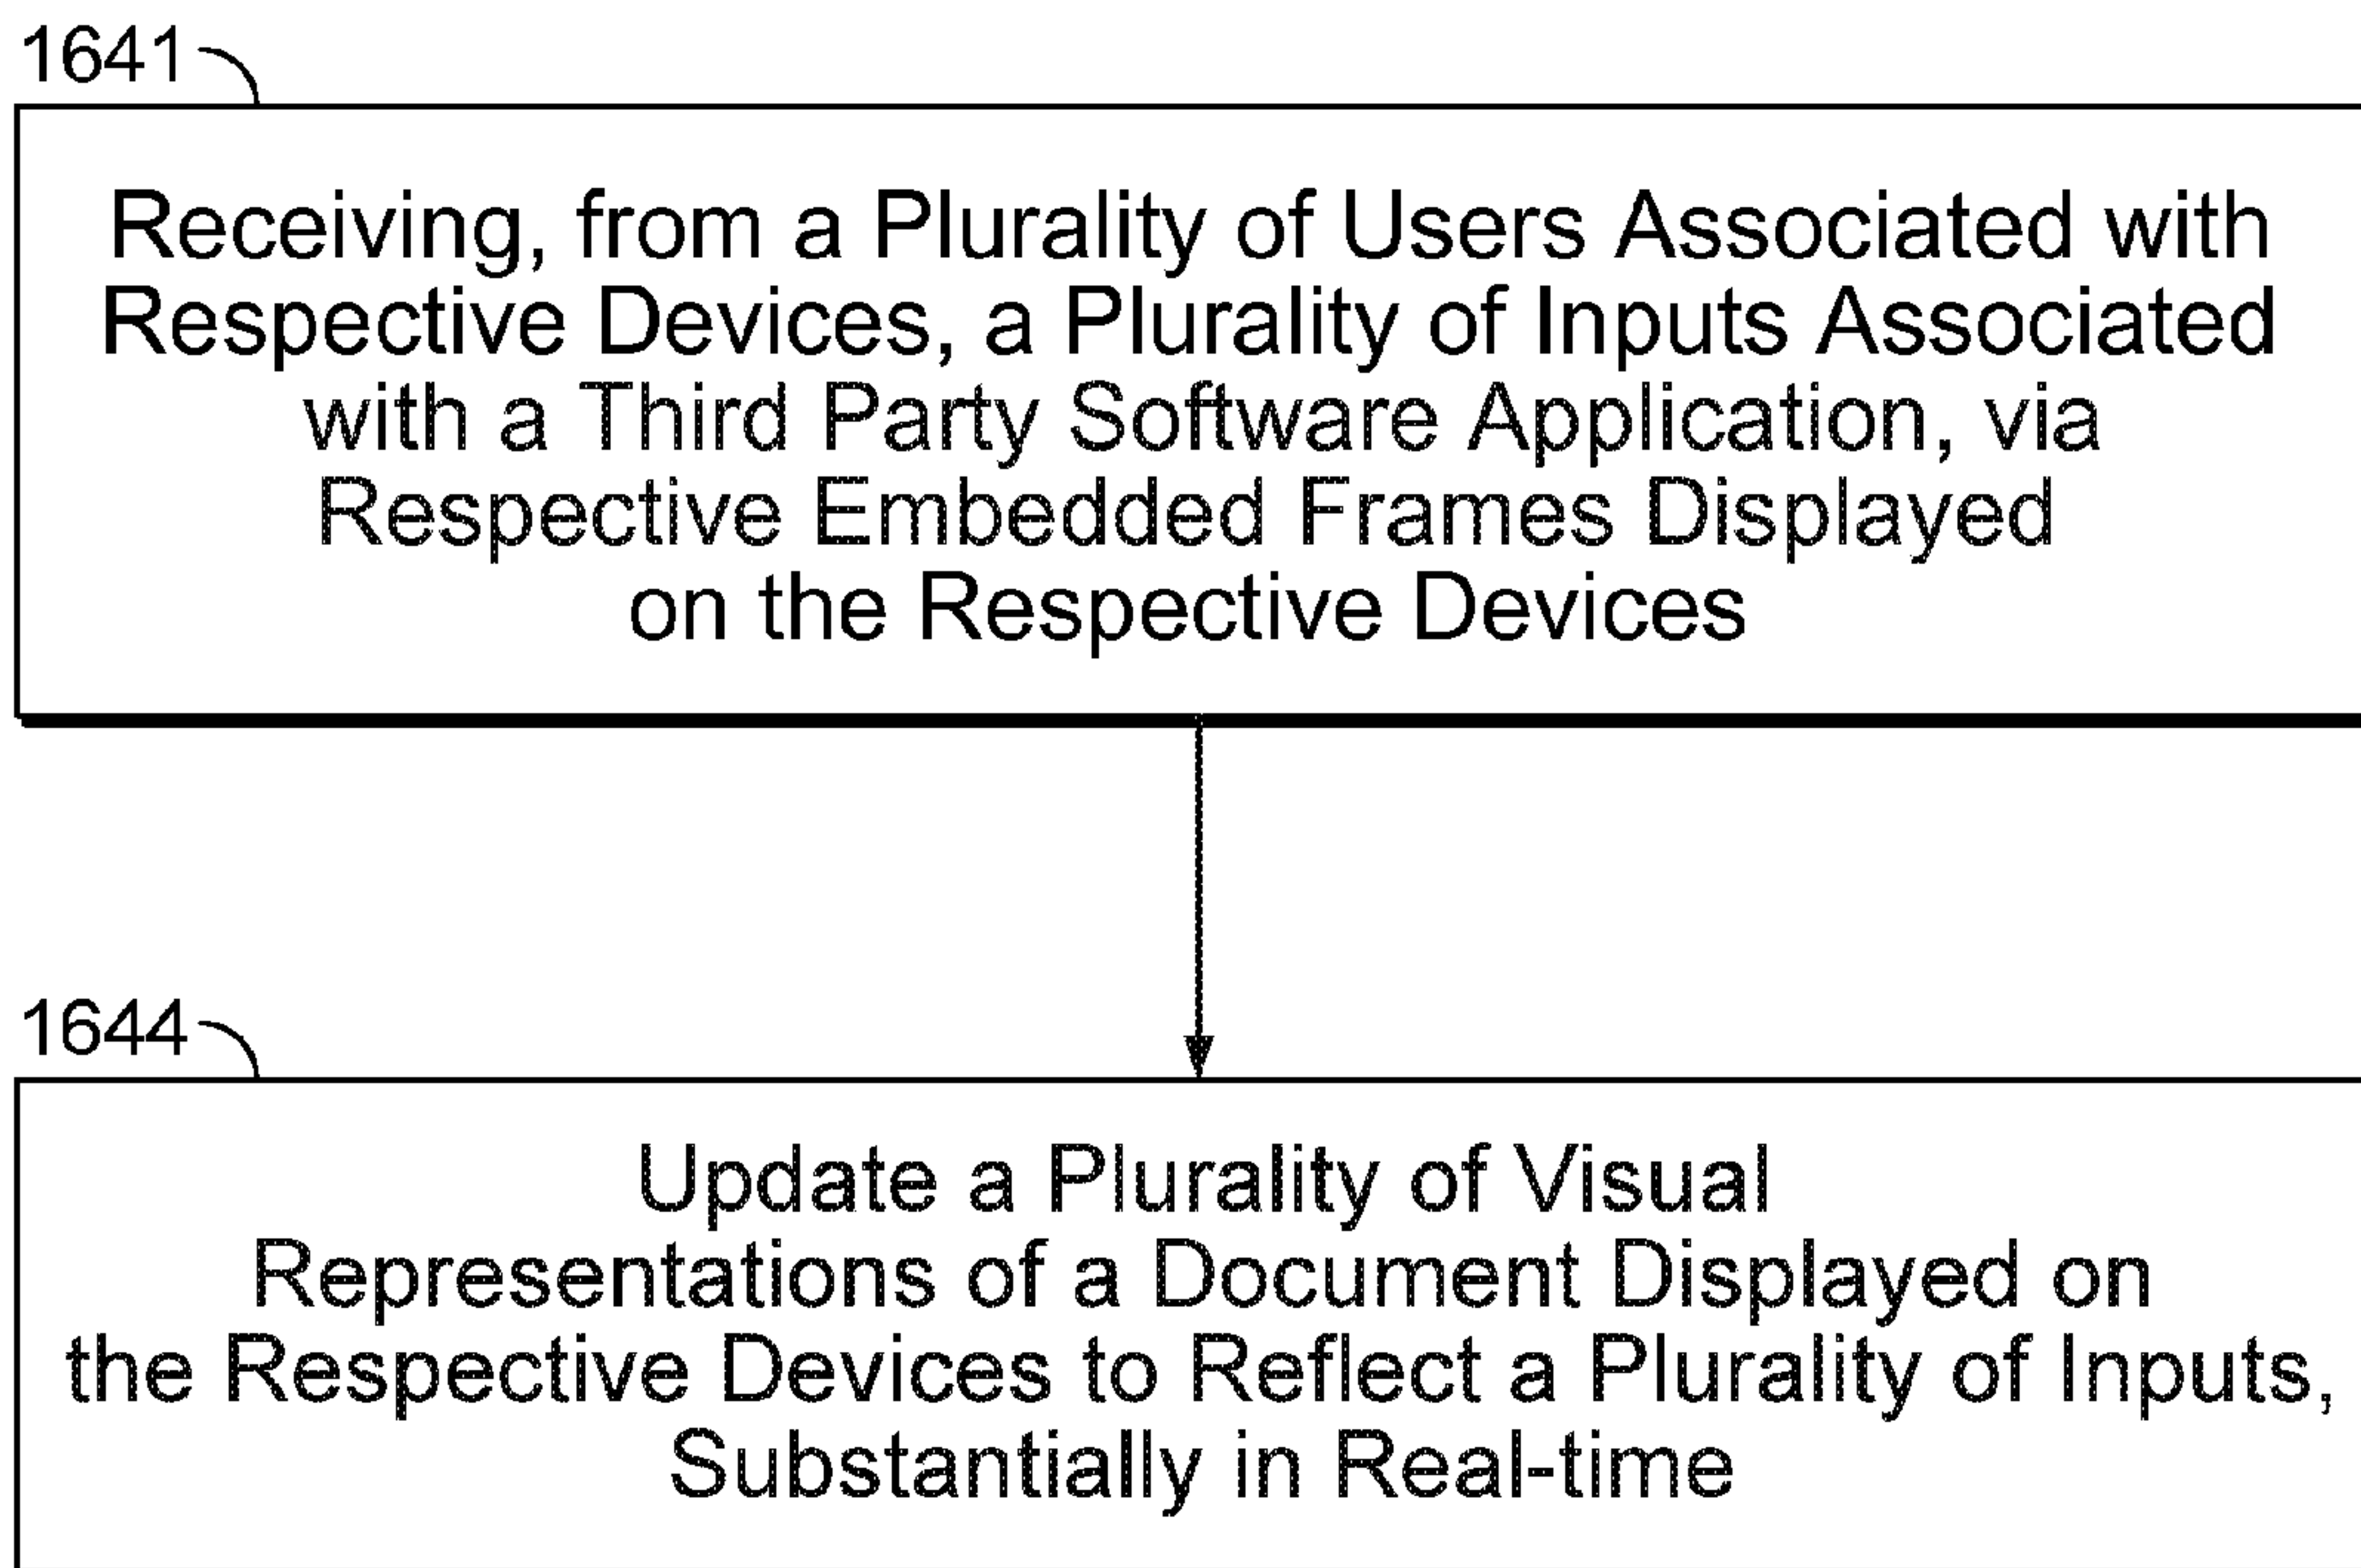 1641
Receiving, from a Plurality of Users Associated with
Respective Devices, a Plurality of Inputs Associated
with a Third Party Software Application, via
Respective Embedded Frames Displayed
on the Respective Devices
1644
Update a Plurality of Visual
Representations of a Document Displayed on
the Respective Devices to Reflect a Plurality of Inputs,
Substantially in Real-time